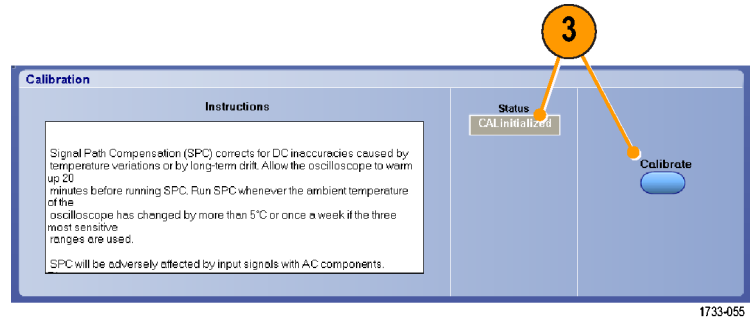 3
Calibration
Instructions
Status
CALinitialized
Calibrate
Signal Path Compensation (SPC) corrects for DC inaccuracies caused by
temperature variations or by long-term drift. Allow the oscilloscope to warm
up 20
minutes before running SPC. Run SPC whenever the ambient temperature
of the
oscilloscope has changed by more than 5°C or once a week if the three
most sensitive
ranges are used.
SPC will be adversely affected by input signals with AC components.
1733-055